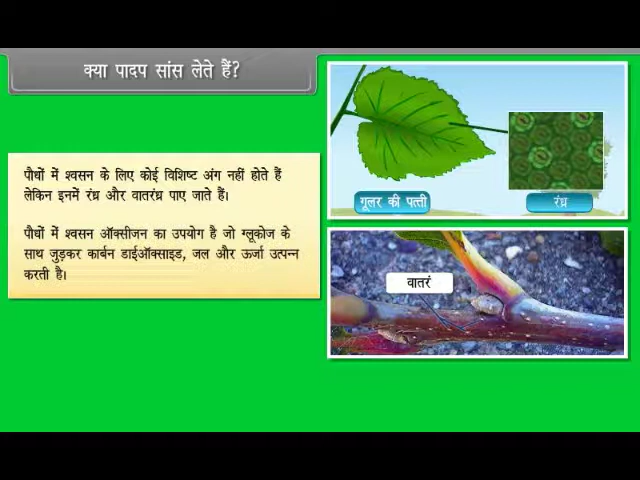 क्या पादप सांस लेते हैं?
पौधों में श्वसन के लिए कोई विशिष्ट अंग नहीं होते हैं
लेकिन इनमें रंध्र और वातरंध्र पाए जाते हैं।
पौधों में श्वसन ऑक्सीजन का उपयोग है जो ग्लूकोज के
साथ जुड़कर कार्बन डाईऑक्साइड, जल और ऊर्जा उत्पन्न
करती है।
गूलर की पत्ती
रंध्र
वातरं